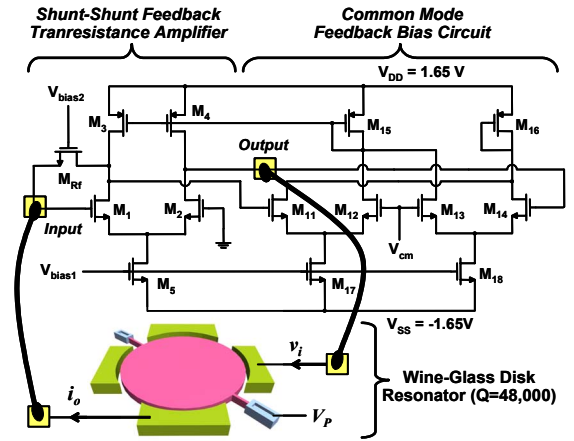 Shunt-Shunt Feedback
Tranresistance Amplifier
Common Mode
Feedback Bias Circuit
V_DD = 1.65 V
V_bias2
M_3
M_4
M_15
M_16
M_Rf
Output
M_1
M_2
M_11
M_12
M_13
M_14
Input
V_cm
V_bias1
M_5
M_17
M_18
V_SS = -1.65V
v_i
i_o
V_P
Wine-Glass Disk
Resonator (Q=48,000)